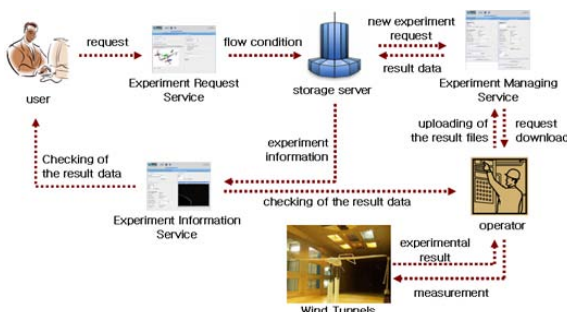 request
flow condition
new experiment
request
result data
user
Experiment Request
Service
storage server
Experiment Managing
Service
experiment
information
uploading of
the result files
request
download
Checking of
the result data
Experiment Information
Service
checking of the result data
operator
experimental
result
measurement
Wind Tunnels